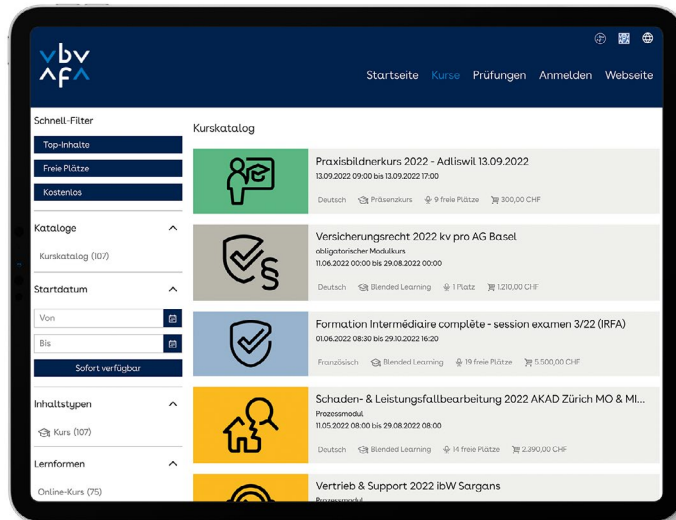 vbv
AFA
Startseite Kurse Prüfungen Anmelden Webseite
Schnell-Filter
Top-Inhalte
Freie Plätze
Kostenlos
Kataloge
Kurskatalog (107)
Startdatum
Von
Bis
Sofort verfügbar
Inhaltstypen
Kurs (107)
Lernformen
Online-Kurs (75)
Kurskatalog
Praxisbildnerkurs 2022 - Adliswil 13.09.2022
13.09.2022 09:00 bis 13.09.2022 17:00
Deutsch Präsenzkurs 9 freie Plätze 300,00 CHF
Versicherungsrecht 2022 kv pro AG Basel
obligatorischer Modulkurs
11.06.2022 00:00 bis 29.08.2022 00:00
Deutsch Blended Learning 1 Platz 1.210,00 CHF
§
Formation Intermédiaire complète - session examen 3/22 (IRFA)
01.06.2022 08:30 bis 29.10.2022 16:20
Französisch Blended Learning 19 freie Plätze 5.500,00 CHF
Schaden- & Leistungsfallbearbeitung 2022 AKAD Zürich MO & MI...
Prozessmodul
11.05.2022 08:00 bis 29.08.2022 08:00
Deutsch Blended Learning 14 freie Plätze 2.390,00 CHF
Vertrieb & Support 2022 ibW Sargans
Prozessmodul